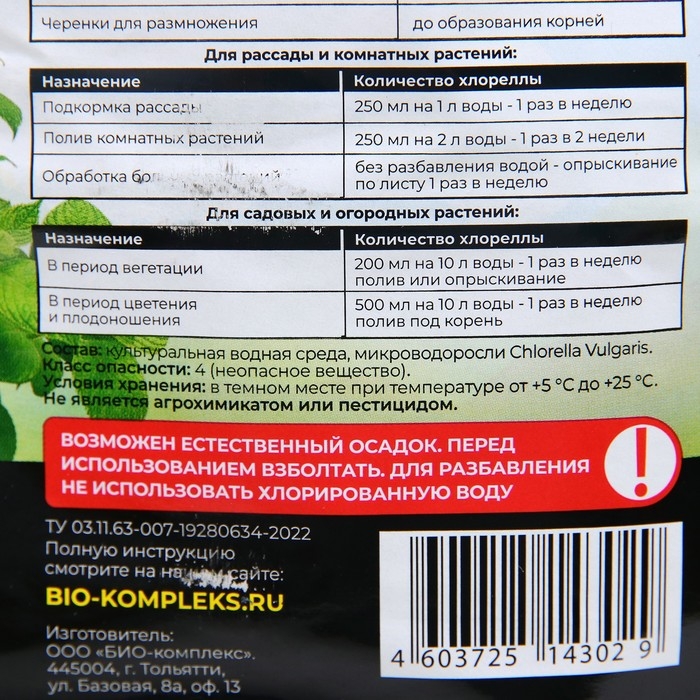 Черенки для размножения до образования корней
Для рассады и комнатных растений:
Назначение Количество хлореллы
Подкормка рассады 250 мл на 1 л воды - 1 раз в неделю
Полив комнатных растений 250 мл на 2 л воды - 1 раз в 2 недели
Обработка без разбавления водой - опрыскивание
по листу 1 раз в неделю
Для садовых и огородных растений:
Назначение Количество хлореллы
В период вегетации 200 мл на 10 л воды - 1 раз в неделю
полив или опрыскивание
В период цветения 500 мл на 10 л воды - 1 раз в неделю
и плодоношения полив под корень
Состав: культуральная водная среда, микроводоросли Chlorella Vulgaris.
Класс опасности: 4 (неопасное вещество).
Условия хранения: в темном месте при температуре от +5 °С до +25 °С.
Не является агрохимикатом или пестицидом.
ВОЗМОЖЕН ЕСТЕСТВЕННЫЙ ОСАДОК. ПЕРЕД
ИСПОЛЬЗОВАНИЕМ ВЗБОЛТАТЬ. ДЛЯ РАЗБАВЛЕНИЯ
НЕ ИСПОЛЬЗОВАТЬ ХЛОРИРОВАННУЮ ВОДУ
!
ТУ 03.11.63-007-19280634-2022
Полную инструкцию
смотрите на нашем сайте:
BIO-KOMPLEKS.RU
Изготовитель:
ООО «БИО-комплекс».
445004, г. Тольятти,
ул. Базовая, 8а, оф. 13
4 603725 143029